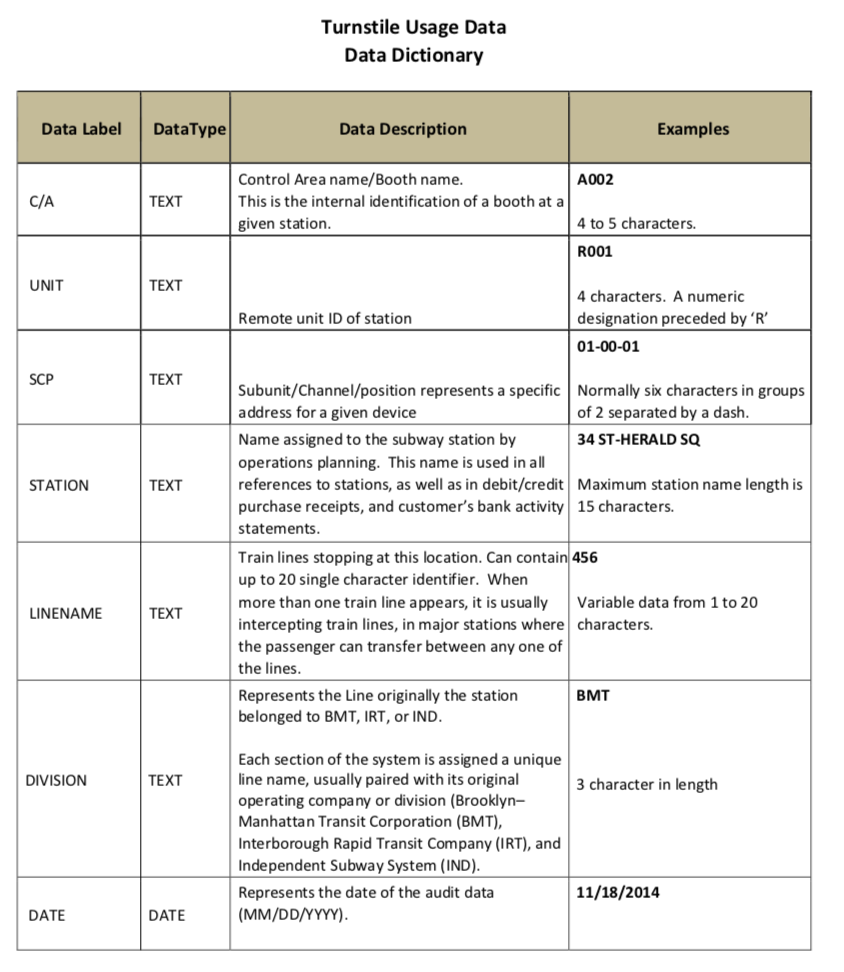 Turnstile Usage Data
Data Dictionary
Data Label DataType Data Description Examples
C/A
TEXT
Control Area name/Booth name.
This is the internal identification of a booth at a
given station.
A002
4 to 5 characters.
UNIT
TEXT
Remote unit ID of station
R001
4 characters. A numeric
designation preceded by ‘R’
SCP
TEXT
Subunit/Channel/position represents a specific
address for a given device
01-00-01
Normally six characters in groups
of 2 separated by a dash.
STATION
TEXT
Name assigned to the subway station by
operations planning. This name is used in all
references to stations, as well as in debit/credit
purchase receipts, and customer’s bank activity
statements.
34 ST-HERALD SQ
Maximum station name length is
15 characters.
LINENAME
TEXT
Train lines stopping at this location. Can contain
up to 20 single character identifier. When
more than one train line appears, it is usually
intercepting train lines, in major stations where
the passenger can transfer between any one of
the lines.
456
Variable data from 1 to 20
characters.
DIVISION
TEXT
Represents the Line originally the station
belonged to BMT, IRT, or IND.
Each section of the system is assigned a unique
line name, usually paired with its original
operating company or division (Brooklyn–
Manhattan Transit Corporation (BMT),
Interborough Rapid Transit Company (IRT), and
Independent Subway System (IND).
BMT
3 character in length
DATE
DATE
Represents the date of the audit data
(MM/DD/YYYY).
11/18/2014